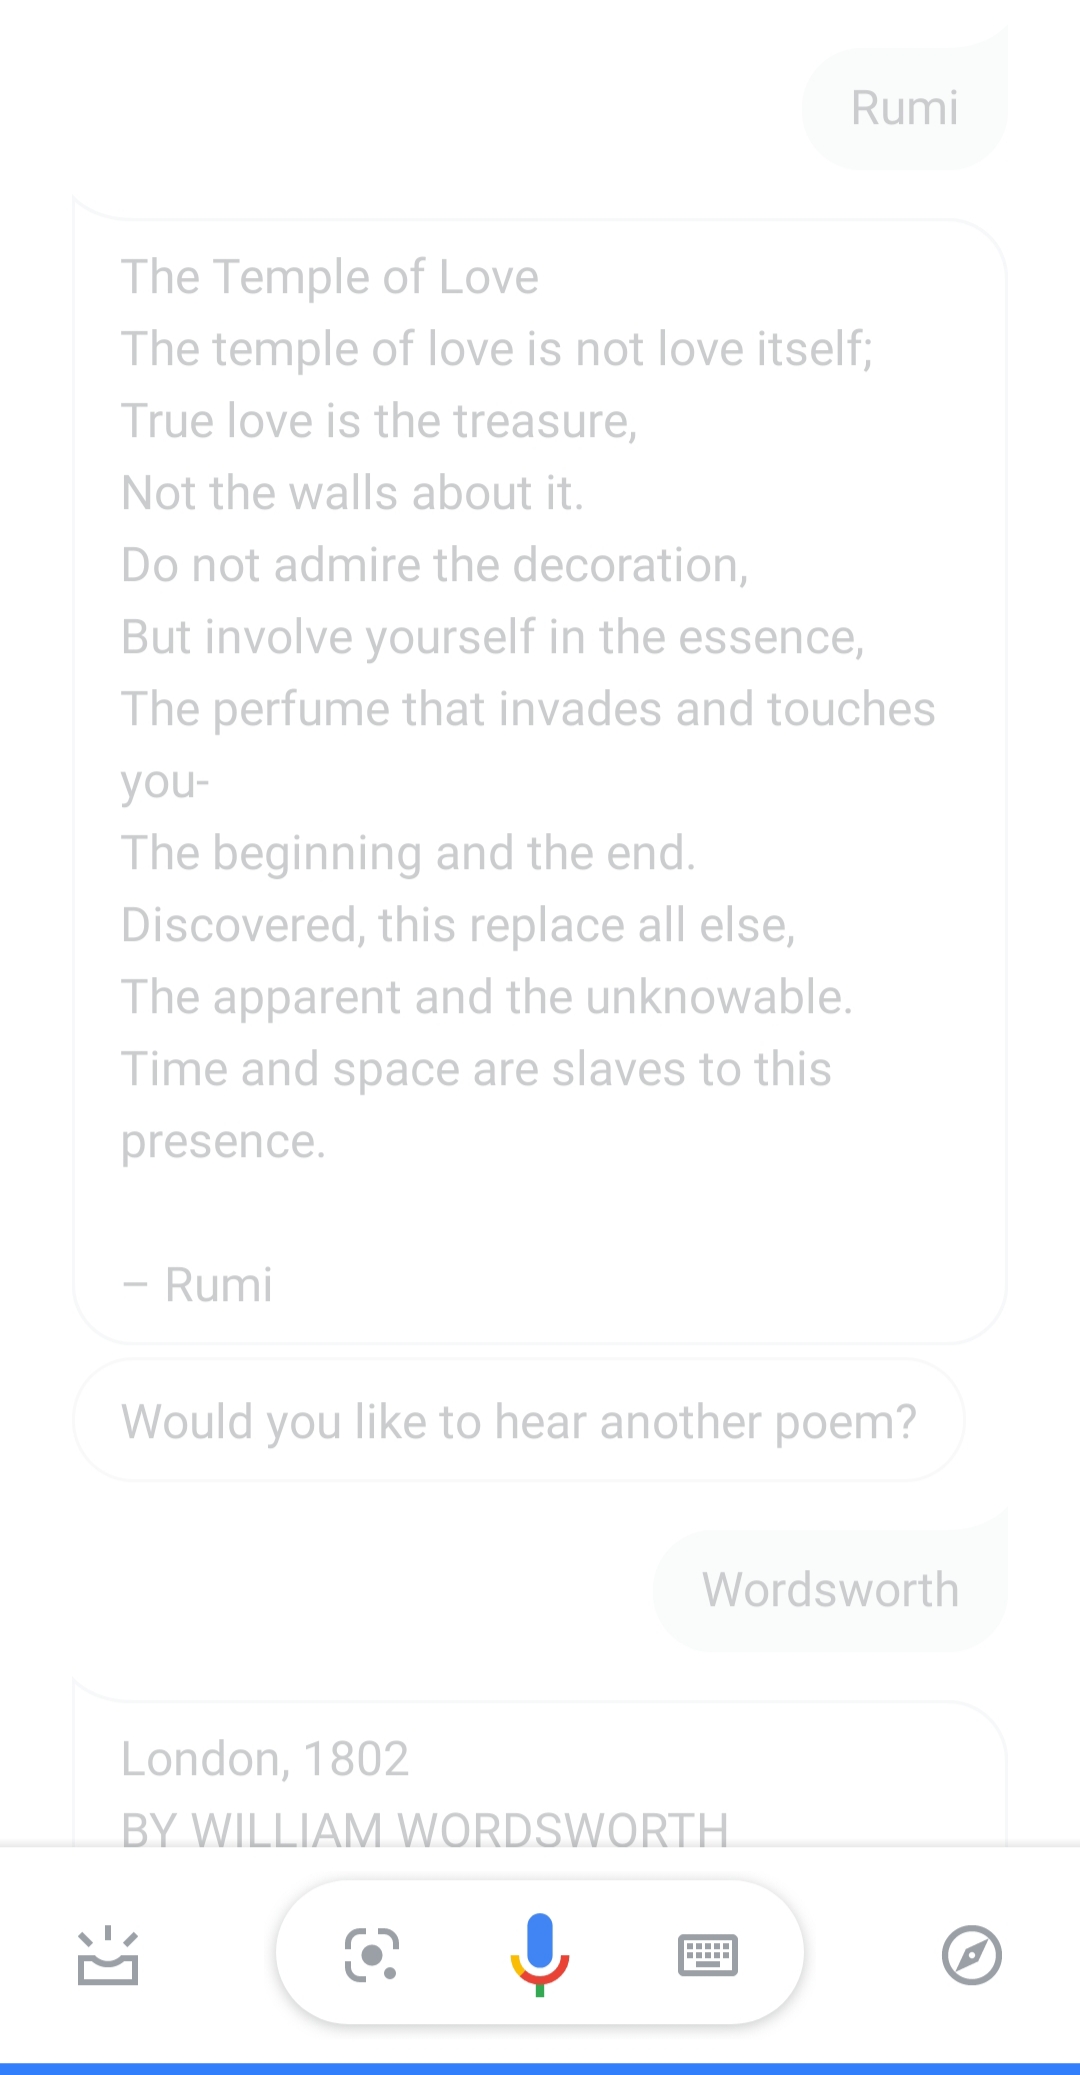 Rumi
The Temple of Love
The temple of love is not love itself;
True love is the treasure,
Not the walls about it.
Do not admire the decoration,
But involve yourself in the essence,
The perfume that invades and touches
you-
The beginning and the end.
Discovered, this replace all else,
The apparent and the unknowable.
Time and space are slaves to this
presence.
– Rumi
Would you like to hear another poem?
Wordsworth
London, 1802
BY WILLIAM WORDSWORTH